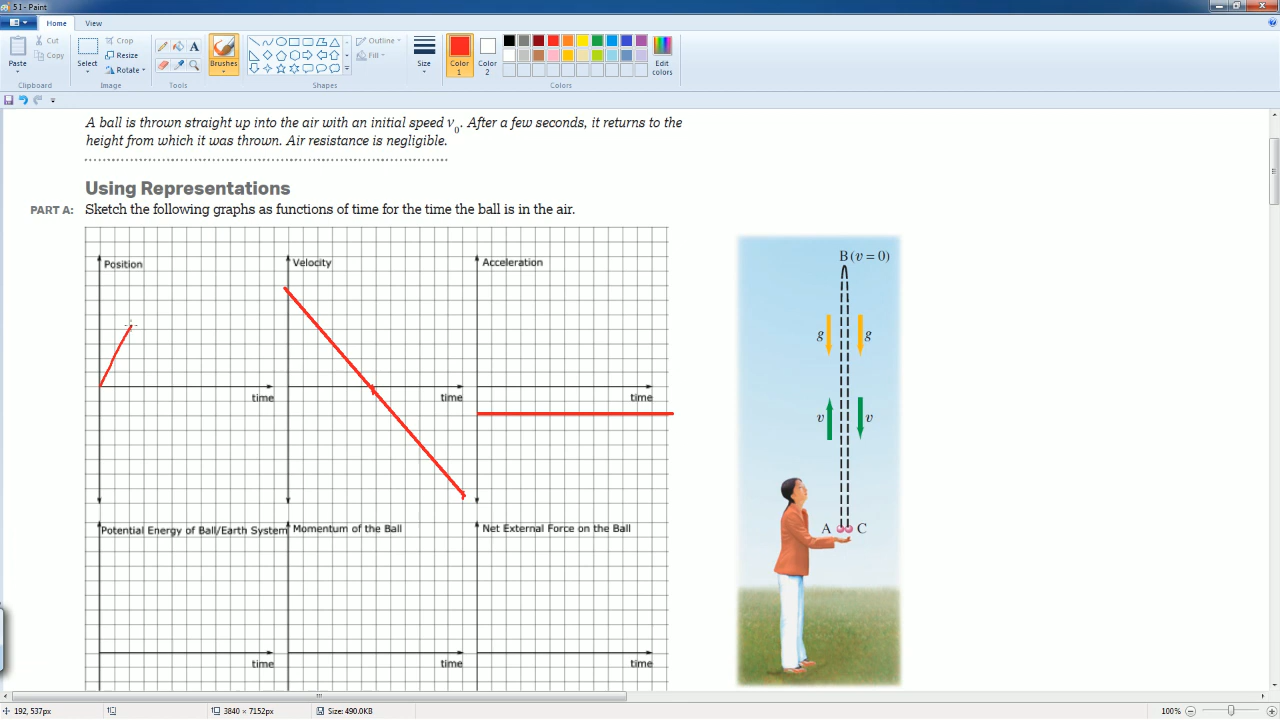 51 - Paint
Home
View
Paste
Cut
Copy
Clipboard
Select
Crop
Resize
Rotate
Image
A
Tools
Brushes
Outline
Fill
Shapes
Size
Color 1
Color 2
Edit colors
Colors
A ball is thrown straight up into the air with an initial speed v0. After a few seconds, it returns to the
height from which it was thrown. Air resistance is negligible.
Using Representations
PART A: Sketch the following graphs as functions of time for the time the ball is in the air.
Position
Velocity
Acceleration
time
time
time
Potential Energy of Ball/Earth System
Momentum of the Ball
Net External Force on the Ball
time
time
time
B (v = 0)
g
g
v
v
A
C
192, 537px
3840 × 7152px
Size: 490.0KB
100%